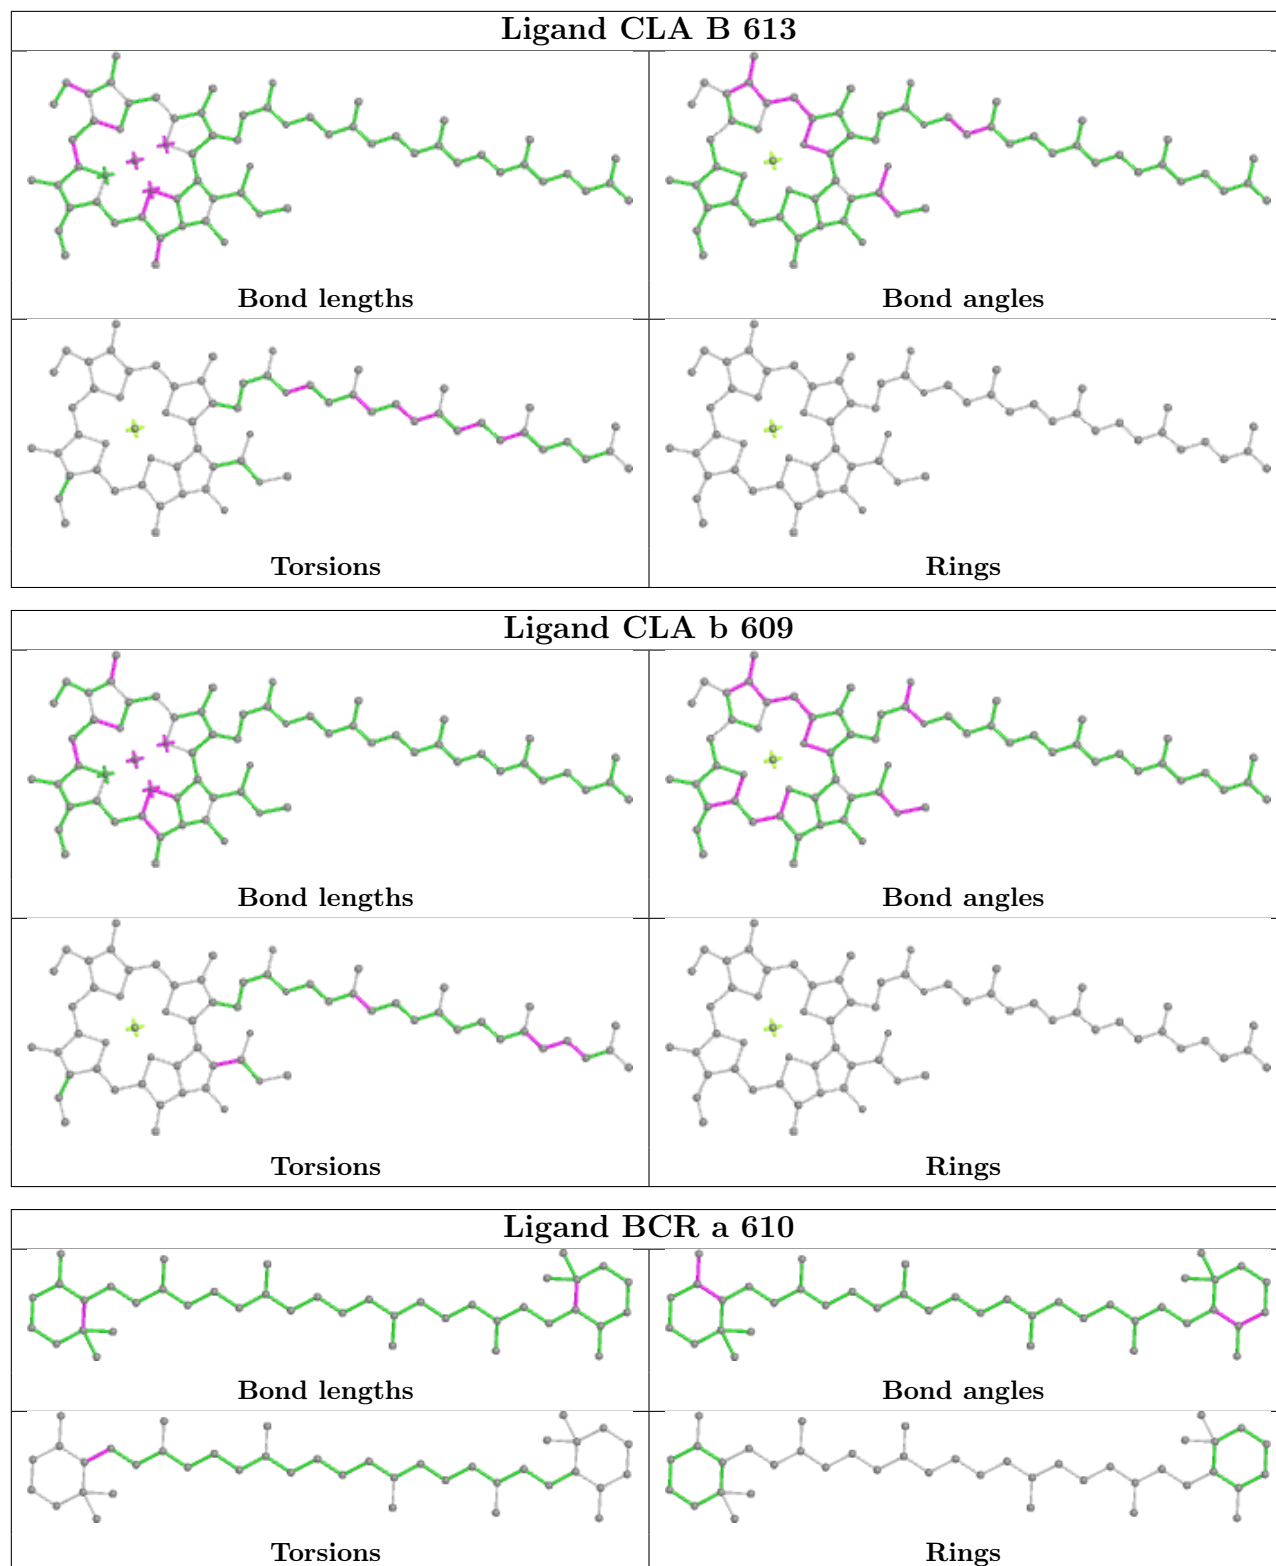 Ligand CLA B 613
Bond lengths
Bond angles
Torsions
Rings
Ligand CLA b 609
Bond lengths
Bond angles
Torsions
Rings
Ligand BCR a 610
Bond lengths
Bond angles
Torsions
Rings